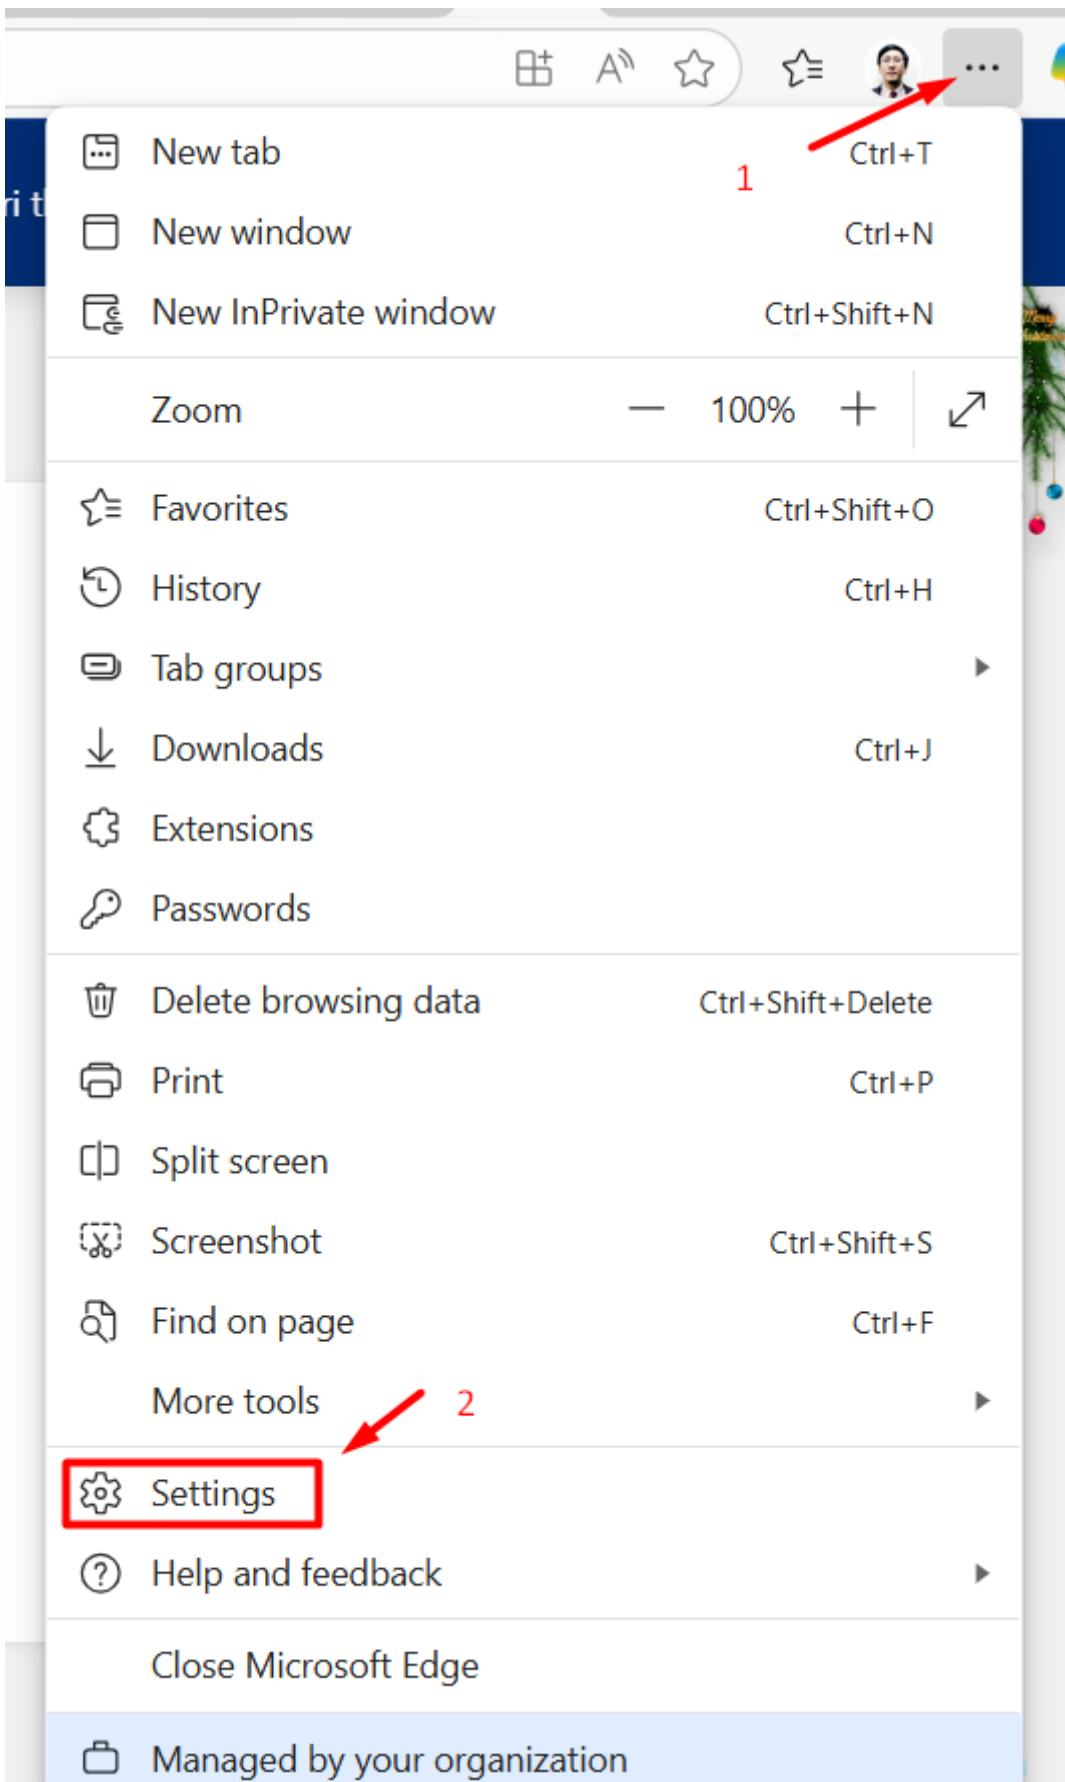 1
New tab Ctrl+T
ri t
New window Ctrl+N
New InPrivate window Ctrl+Shift+N
Merry
Zoom 100%
Favorites Ctrl+Shift+O
History Ctrl+H
Tab groups
Downloads Ctrl+J
Extensions
Passwords
Delete browsing data Ctrl+Shift+Delete
Print Ctrl+P
Split screen
Screenshot Ctrl+Shift+S
Find on page Ctrl+F
More tools 2
Settings
Help and feedback
Close Microsoft Edge
Managed by your organization